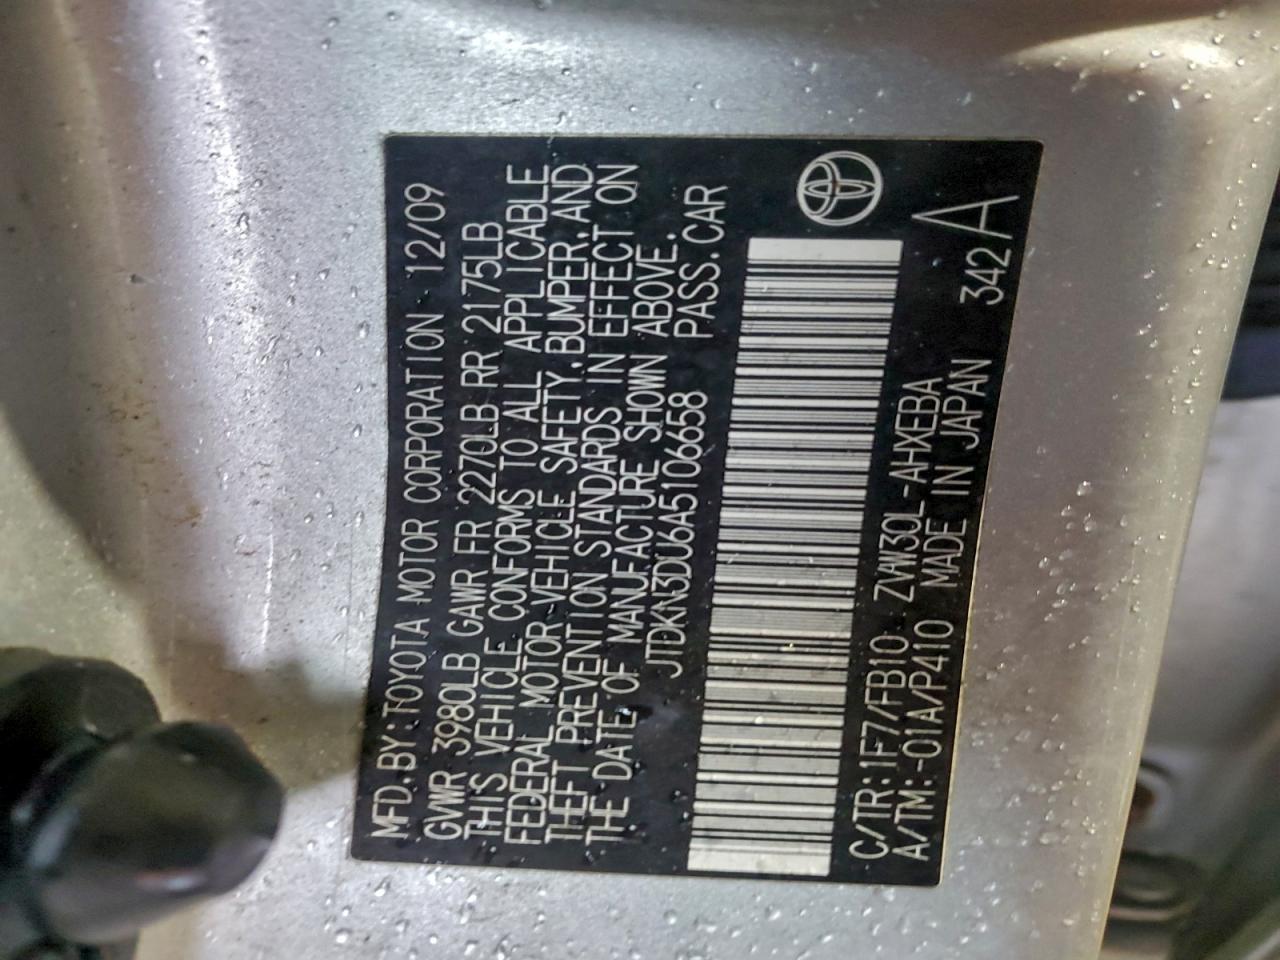 MFD.BY:TOYOTA MOTOR CORPORATION 12/09
GVWR 3980LB GAWR FR 2270LB RR 2175LB
THIS VEHICLE CONFORMS TO ALL APPLICABLE
FEDERAL MOTOR VEHICLE SAFETY, BUMPER, AND
THEFT PREVENTION STANDARDS IN EFFECT ON
THE DATE OF MANUFACTURE SHOWN ABOVE.
JTDKN3DU6A5106658 PASS.CAR
C/TR:1F7/FB10 ZVW30L-AHXEBA
A/TM:-01A/P410 MADE IN JAPAN 342 A